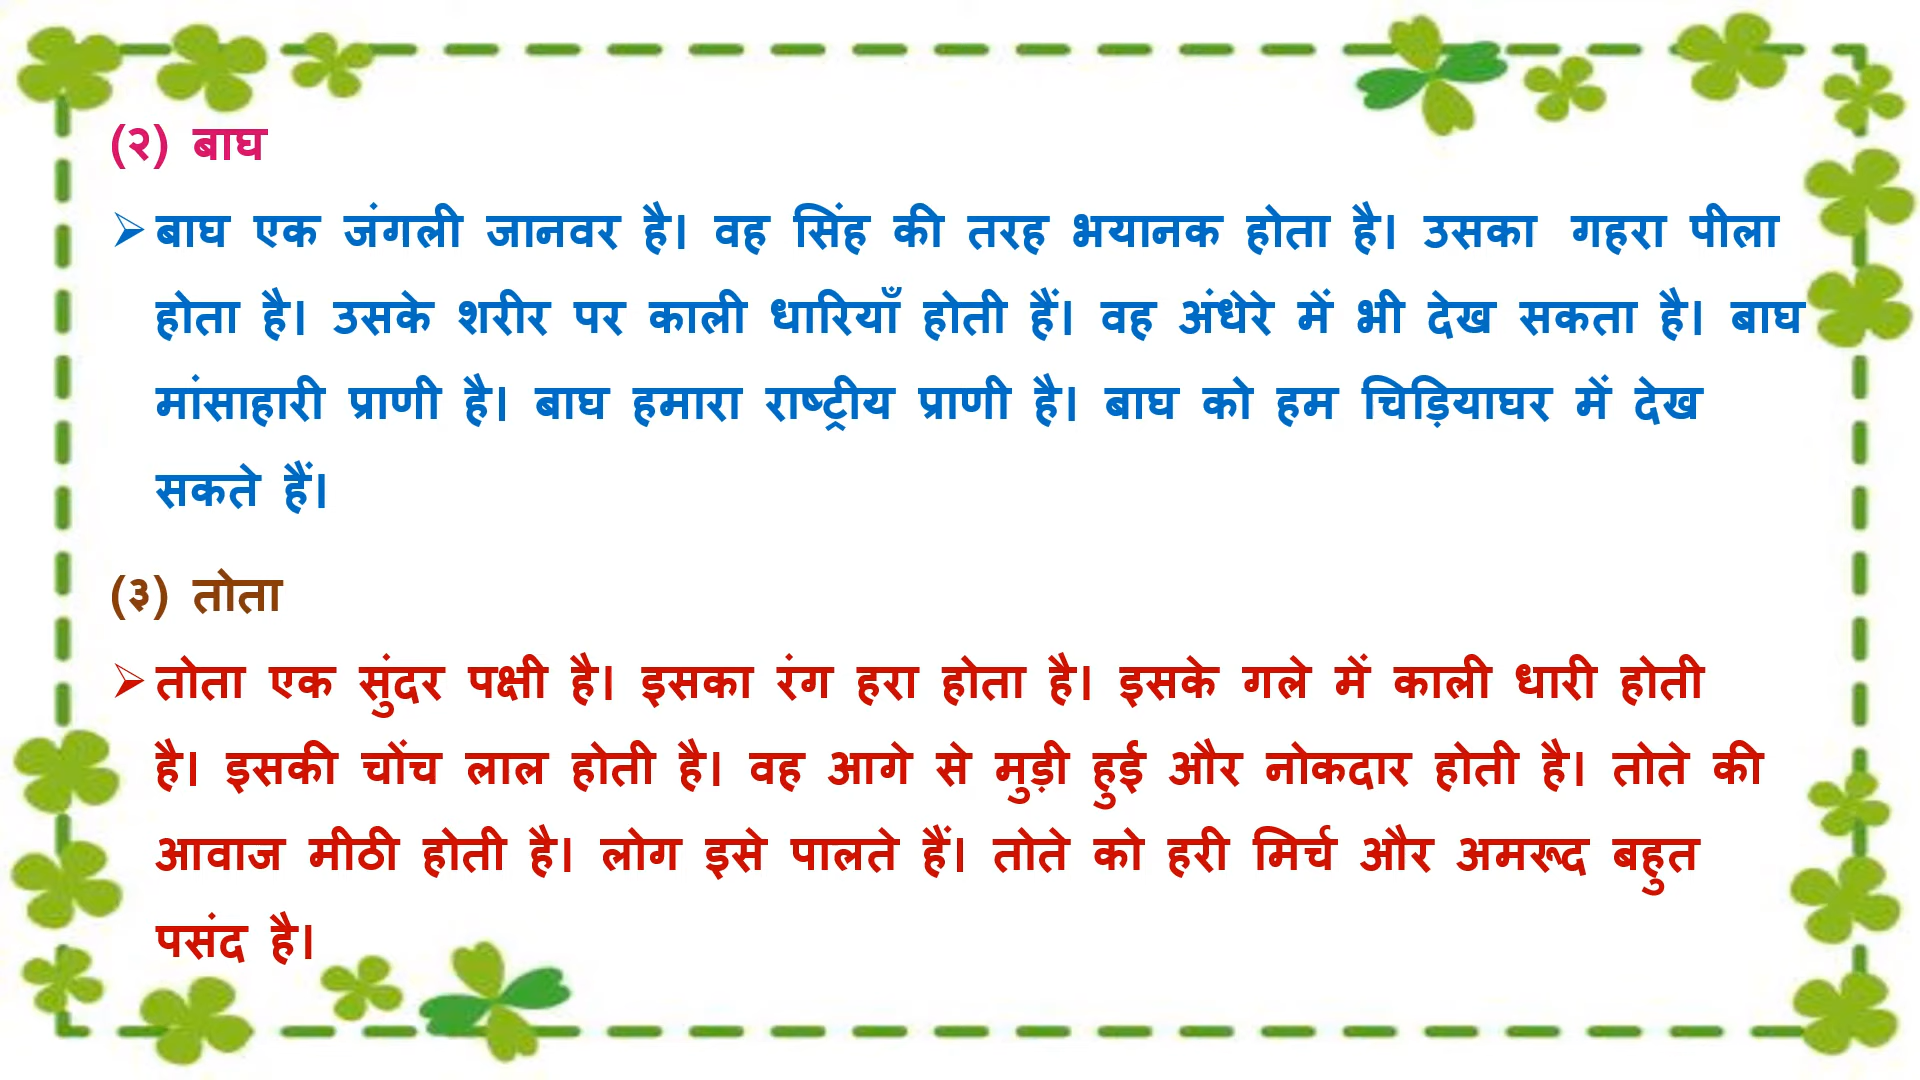 (२) बाघ
➢ बाघ एक जंगली जानवर है। वह सिंह की तरह भयानक होता है। उसका गहरा पीला
होता है। उसके शरीर पर काली धारियाँ होती हैं। वह अंधेरे में भी देख सकता है। बाघ
मांसाहारी प्राणी है। बाघ हमारा राष्ट्रीय प्राणी है। बाघ को हम चिड़ियाघर में देख
सकते हैं।
(३) तोता
➢ तोता एक सुंदर पक्षी है। इसका रंग हरा होता है। इसके गले में काली धारी होती
है। इसकी चोंच लाल होती है। वह आगे से मुड़ी हुई और नोकदार होती है। तोते की
आवाज मीठी होती है। लोग इसे पालते हैं। तोते को हरी मिर्च और अमरूद बहुत
पसंद है।